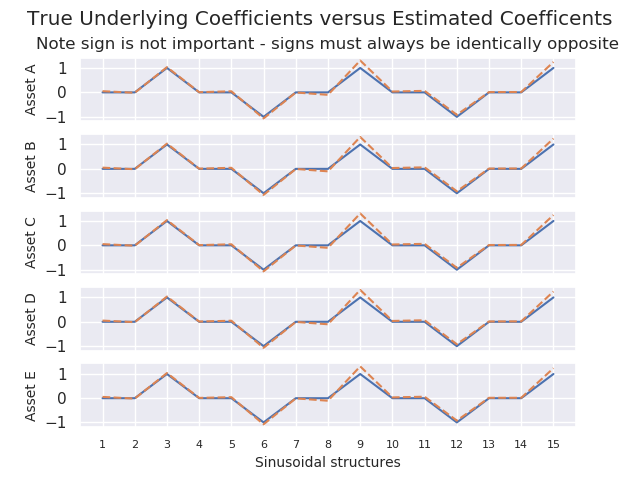 True Underlying Coefficients versus Estimated Coefficents
Note sign is not important - signs must always be identically opposite
Asset A
1
0
−1
Asset B
1
0
−1
Asset C
1
0
−1
Asset D
1
0
−1
Asset E
1
0
−1
1 2 3 4 5 6 7 8 9 10 11 12 13 14 15
Sinusoidal structures